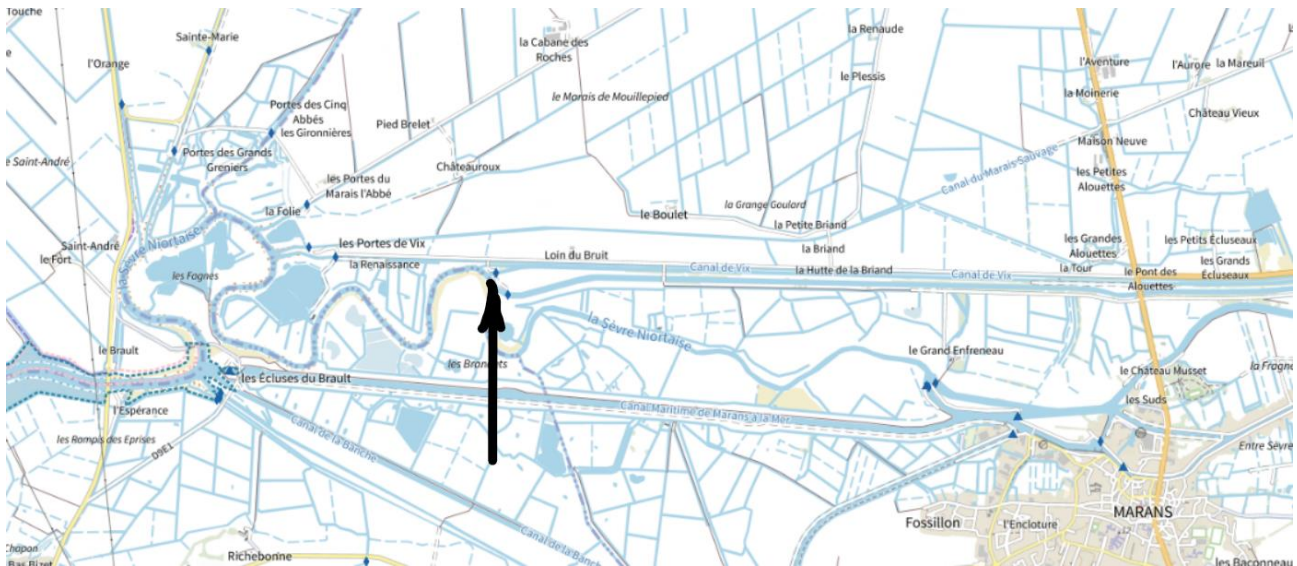 Touche
Sainte-Marie
l'Orange
la Cabane des
Roches
la Renaude
le Plessis
l'Aventure
l'Aurore
la Mareuil
la Moinerie
Château Vieux
le Marais de Mouillepied
Portes des Cinq
Abbés
les Gironnières
Pied Brelet
Maison Neuve
e Saint-André
Portes des Grands
Greniers
Châteauroux
Canal du Marais Sauvage
les Petites
Alouettes
les Portes du
Marais l'Abbé
la Folie
le Boulet
la Grange Goulard
la Petite Briand
Saint-André
le Fort
la Sèvre Niortaise
les Portes de Vix
la Renaissance
Loin du Bruit
la Briand
les Grandes
Alouettes
la Tour
les Petits Écluseaux
les Grands
Écluseaux
les Fagnes
Canal de Vix
la Hutte de la Briand
Canal de Vix
le Pont des
Alouettes
la Sèvre Niortaise
le Brault
les Écluses du Brault
le Grand Enfreneau
le Château Musset
la Fragne
les Suds
l'Espérance
Canal Maritime de Marans à la Mer
les Rompis des Eprises
D9E1
Canal de la Banche
Entre Sèvre
MARANS
Fossillon
l'Encloture
Canal de la Banche
Richebonne
Chapon
Bas Bizet
les Baconneau